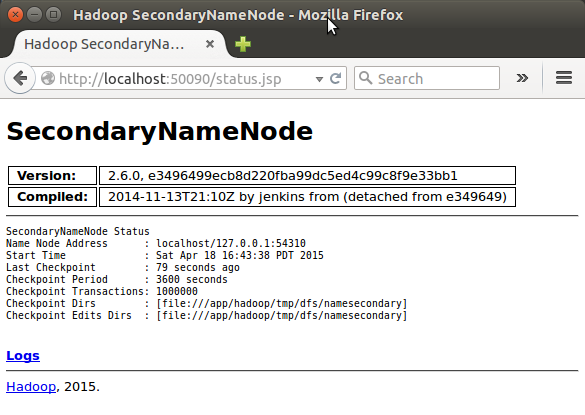 Hadoop SecondaryNameNode - Mozilla Firefox
Hadoop SecondaryNa...
http://localhost:50090/status.jsp
Search
SecondaryNameNode
Version: 2.6.0, e3496499ecb8d220fba99dc5ed4c99c8f9e33bb1
Compiled: 2014-11-13T21:10Z by jenkins from (detached from e349649)
SecondaryNameNode Status
Name Node Address : localhost/127.0.0.1:54310
Start Time : Sat Apr 18 16:43:38 PDT 2015
Last Checkpoint : 79 seconds ago
Checkpoint Period : 3600 seconds
Checkpoint Transactions: 1000000
Checkpoint Dirs : [file:///app/hadoop/tmp/dfs/namesecondary]
Checkpoint Edits Dirs : [file:///app/hadoop/tmp/dfs/namesecondary]
Logs
Hadoop, 2015.